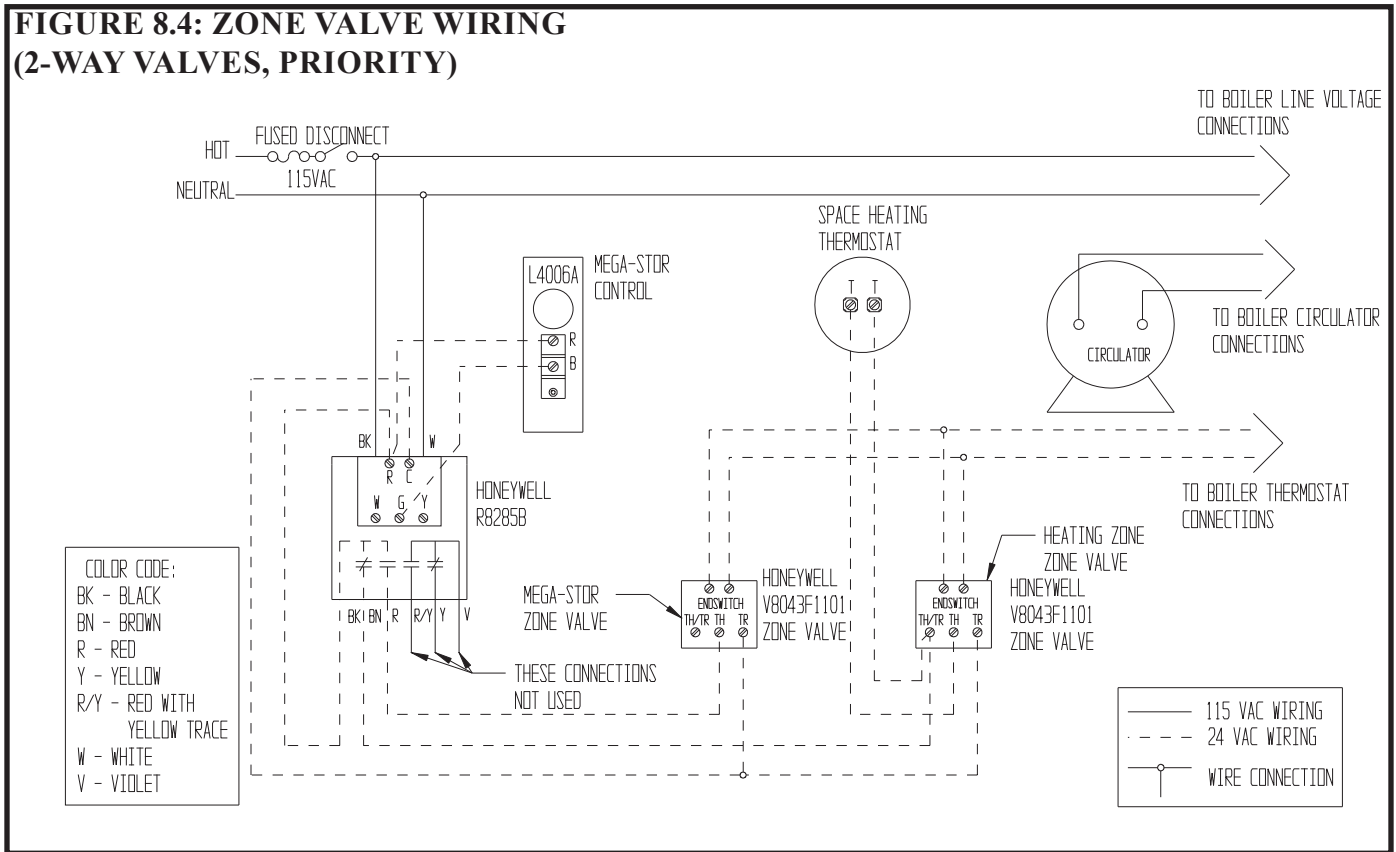 FIGURE 8.4: ZONE VALVE WIRING
(2-WAY VALVES, PRIORITY)
TO BOILER LINE VOLTAGE
CONNECTIONS
FUSED DISCONNECT
HOT
115VAC
NEUTRAL
SPACE HEATING
THERMOSTAT
T T
L4006A
MEGA-STOR
CONTROL
R
B
CIRCULATOR
TO BOILER CIRCULATOR
CONNECTIONS
BK W
R C
W G Y
HONEYWELL
R8285B
TO BOILER THERMOSTAT
CONNECTIONS
COLOR CODE:
BK - BLACK
BN - BROWN
R - RED
Y - YELLOW
R/Y - RED WITH
YELLOW TRACE
W - WHITE
V - VIOLET
BK BN R R/Y Y V
THESE CONNECTIONS
NOT USED
MEGA-STOR
ZONE VALVE
ENDSWITCH
TH/TR TH TR
HONEYWELL
V8043F1101
ZONE VALVE
HEATING ZONE
ZONE VALVE
ENDSWITCH
TH/TR TH TR
HONEYWELL
V8043F1101
ZONE VALVE
115 VAC WIRING
24 VAC WIRING
WIRE CONNECTION